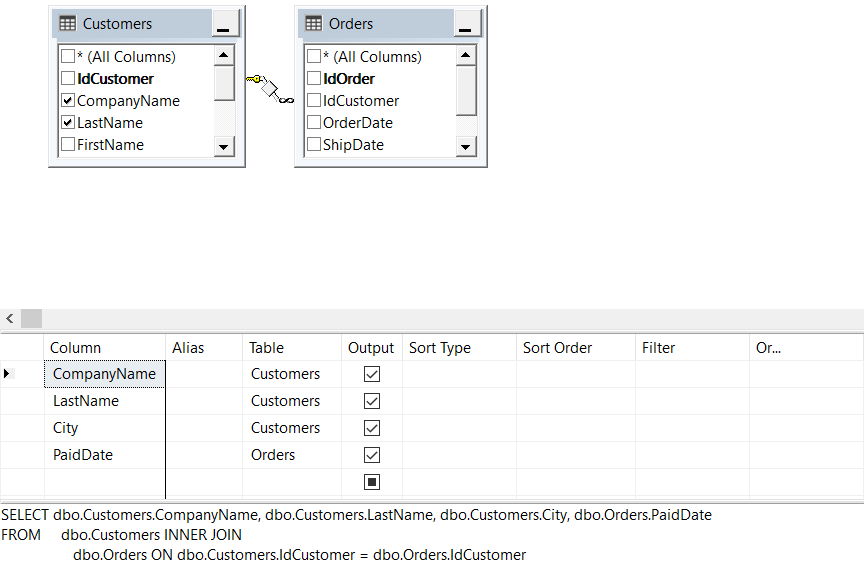 Customers
* (All Columns)
IdCustomer
CompanyName
LastName
FirstName
Orders
* (All Columns)
IdOrder
IdCustomer
OrderDate
ShipDate
Column Alias Table Output Sort Type Sort Order Filter Or...
CompanyName Customers
LastName Customers
City Customers
PaidDate Orders
SELECT dbo.Customers.CompanyName, dbo.Customers.LastName, dbo.Customers.City, dbo.Orders.PaidDate
FROM dbo.Customers INNER JOIN
dbo.Orders ON dbo.Customers.IdCustomer = dbo.Orders.IdCustomer